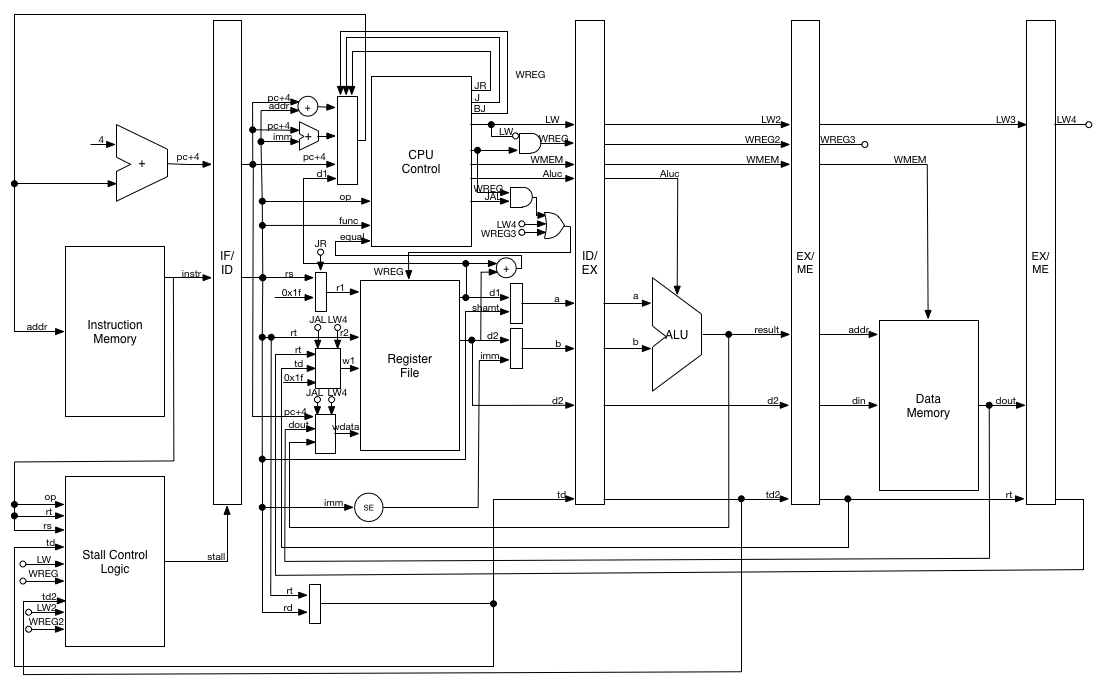 WREG
JR
J
BJ
pc+4
addr
+
4
+
pc+4
pc+4
imm
+
pc+4
d1
CPU
Control
LW
LW
WREG
WMEM
Aluc
WREG
JAL
LW4
WREG3
LW2
WREG2
WMEM
Aluc
WREG3
WMEM
LW3
LW4
op
func
equal
JR
WREG
+
IF/
ID
ID/
EX
EX/
ME
EX/
ME
instr
rs
0x1f
r1
d1
shamt
a
a
JAL
LW4
rt
r2
d2
imm
b
b
ALU
result
addr
addr
Instruction
Memory
Register
File
Data
Memory
rt
td
0x1f
w1
JAL
LW4
pc+4
dout
wdata
d2
d2
din
dout
imm
SE
td
td2
rt
op
rt
rs
td
LW
WREG
td2
LW2
WREG2
Stall Control
Logic
stall
rt
rd